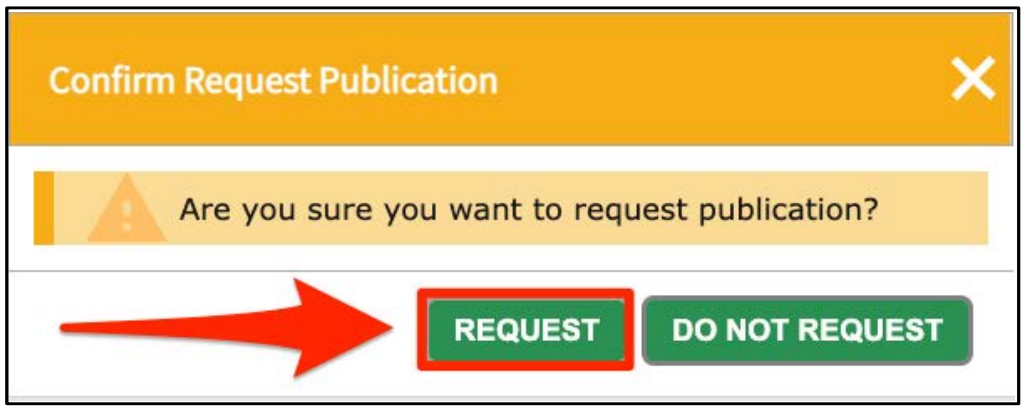 Confirm Request Publication
Are you sure you want to request publication?
REQUEST DO NOT REQUEST